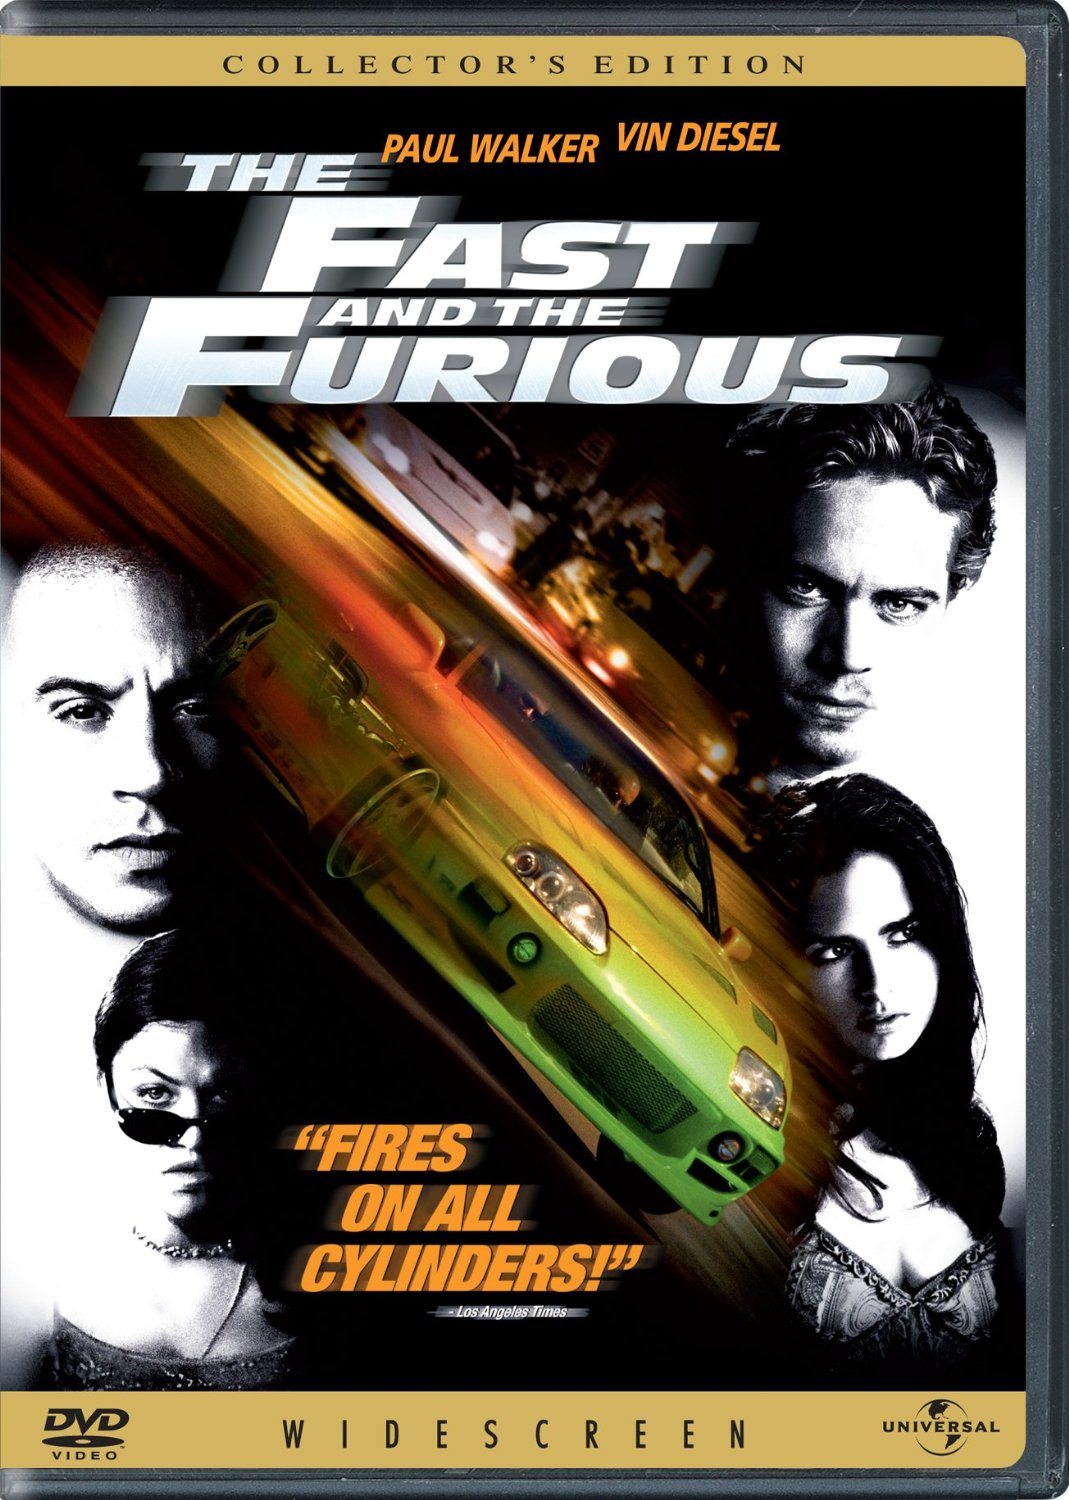 COLLECTOR'S EDITION
PAUL WALKER VIN DIESEL
THE
FAST
AND THE
FURIOUS
"FIRES
ON ALL
CYLINDERS!"
- Los Angeles Times
DVD
VIDEO
WIDESCREEN
UNIVERSAL